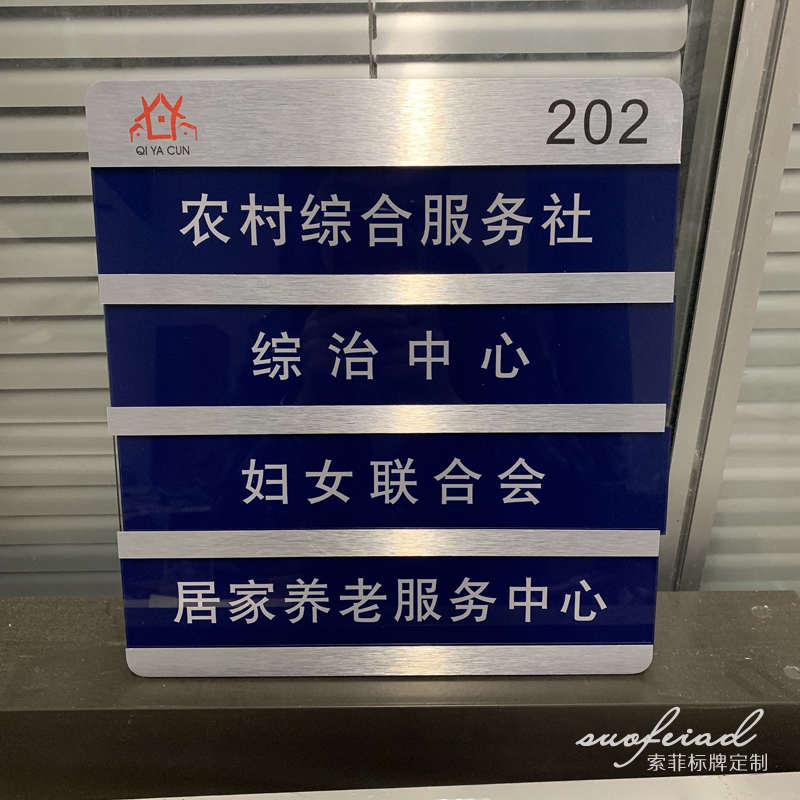 QI YA CUN
202
农村综合服务社
综治中心
妇女联合会
居家养老服务中心
suofeiad
索菲标牌定制